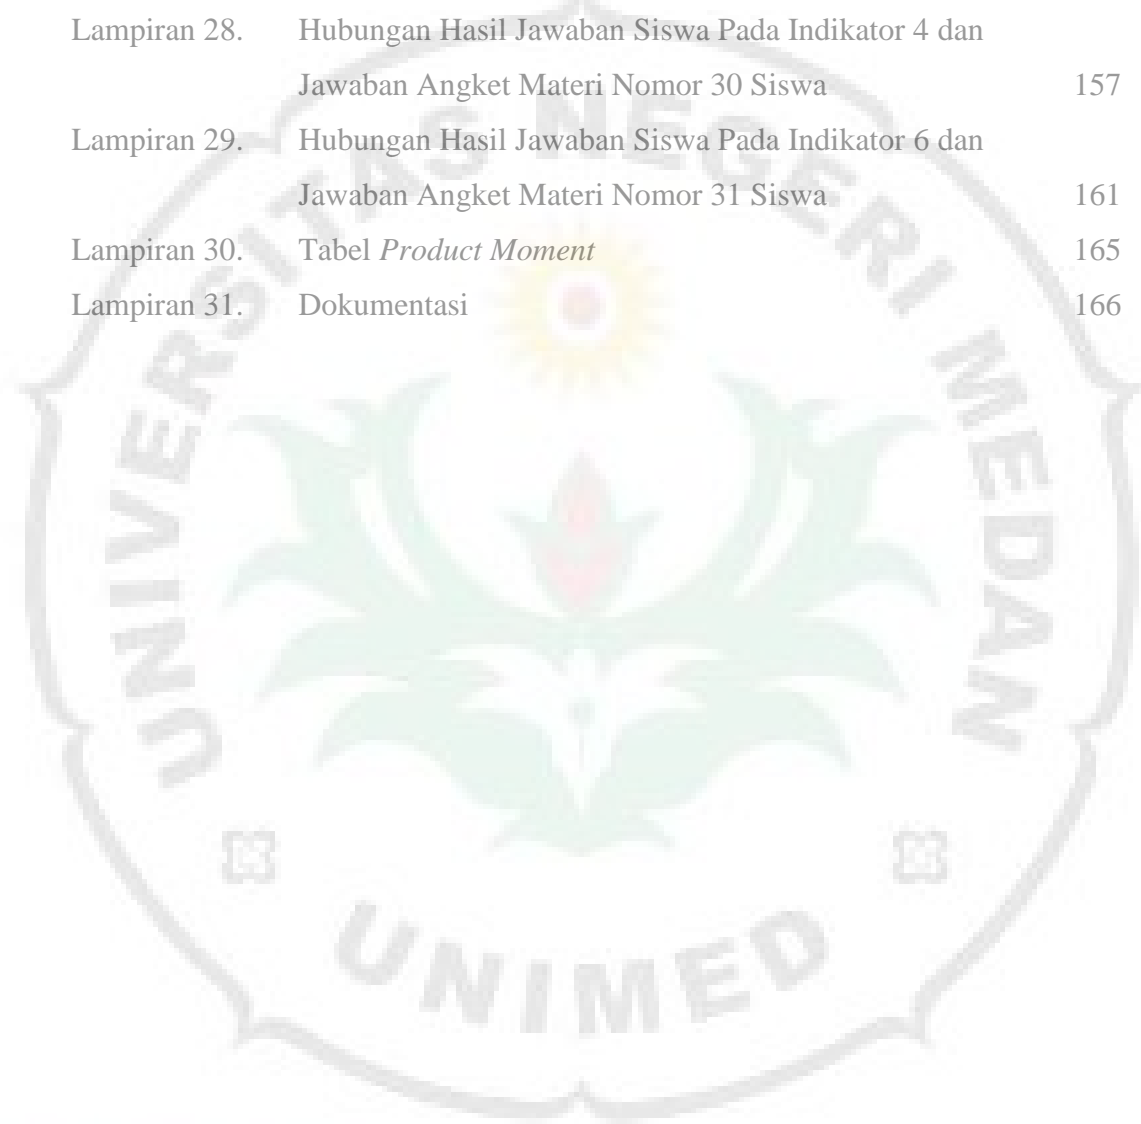 Lampiran 28. Hubungan Hasil Jawaban Siswa Pada Indikator 4 dan
Jawaban Angket Materi Nomor 30 Siswa 157
Lampiran 29. Hubungan Hasil Jawaban Siswa Pada Indikator 6 dan
Jawaban Angket Materi Nomor 31 Siswa 161
Lampiran 30. Tabel Product Moment 165
Lampiran 31. Dokumentasi 166
UNIVERSITAS NEGERI MEDAN
UNIMED